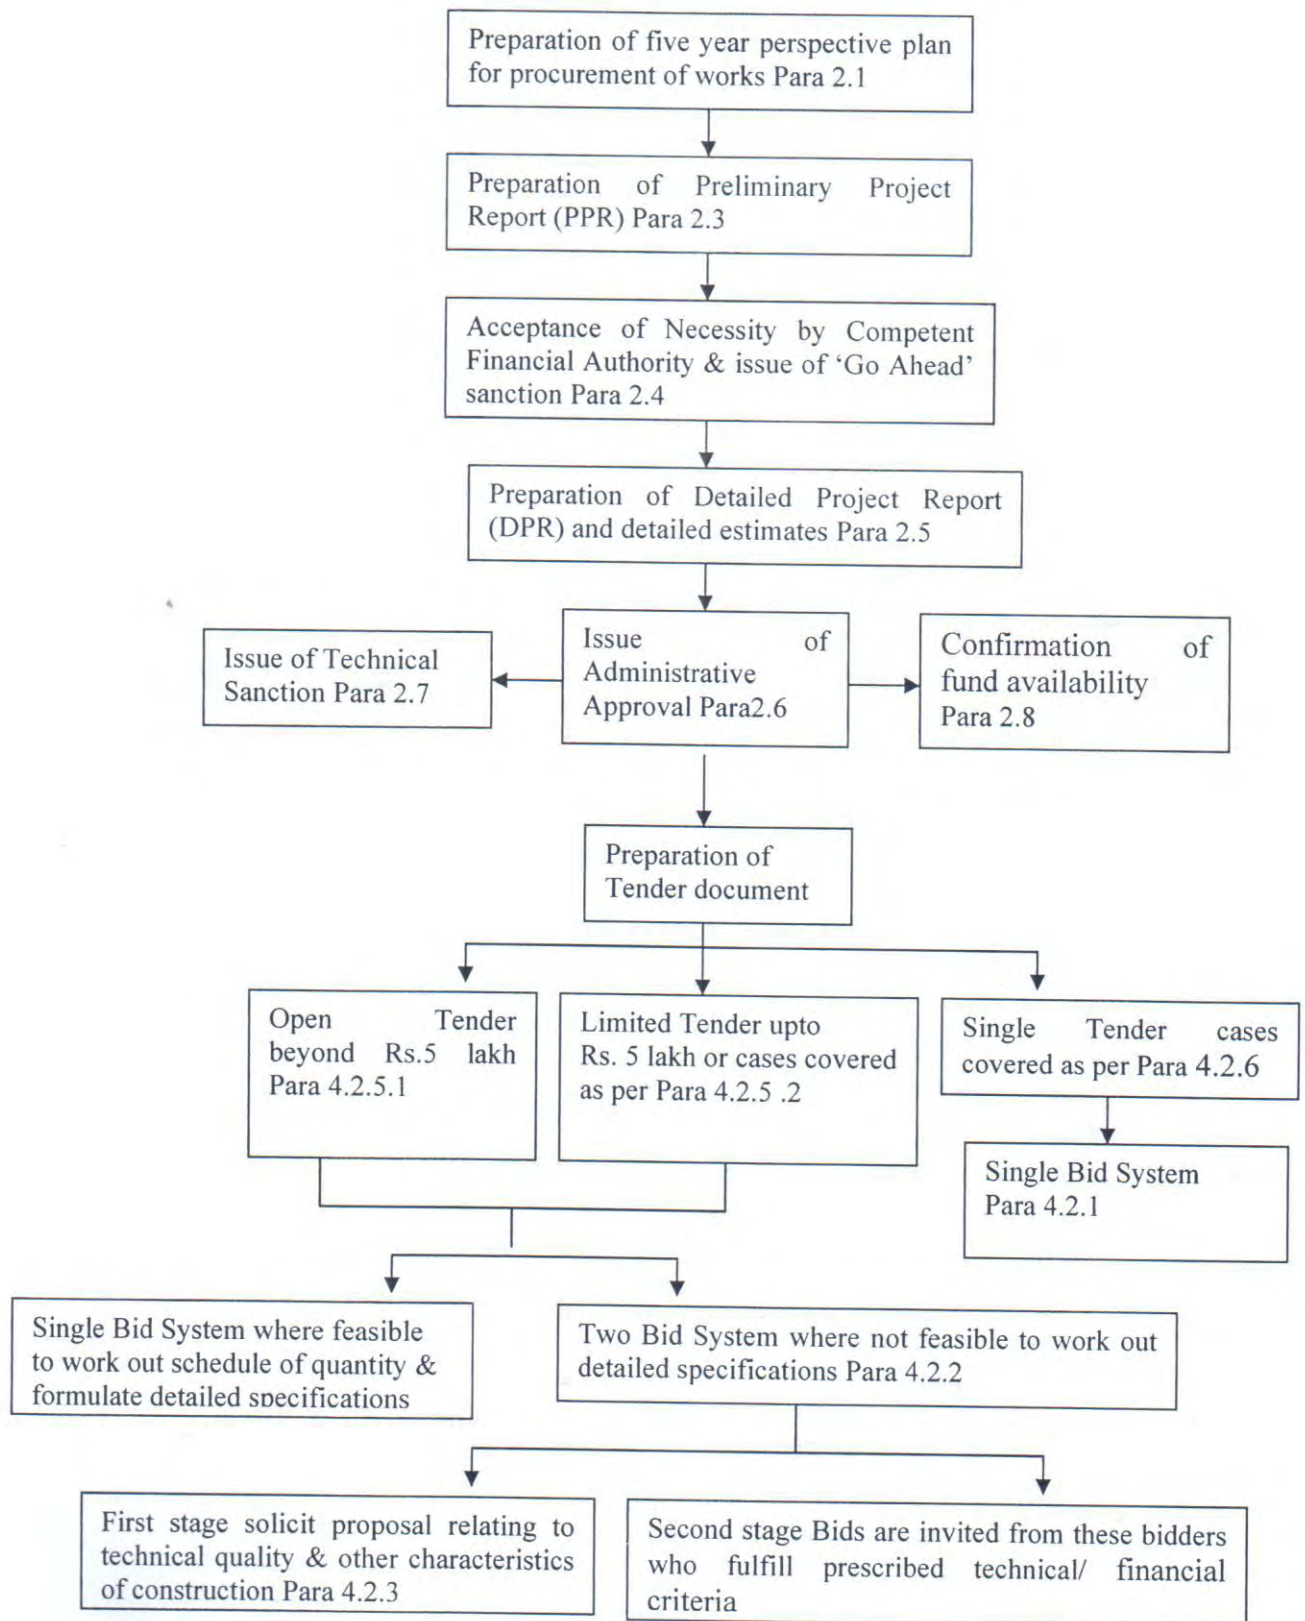 Preparation of five year perspective plan
for procurement of works Para 2.1
Preparation of Preliminary Project
Report (PPR) Para 2.3
Acceptance of Necessity by Competent
Financial Authority & issue of ‘Go Ahead’
sanction Para 2.4
Preparation of Detailed Project Report
(DPR) and detailed estimates Para 2.5
Issue of Technical
Sanction Para 2.7
Issue of
Administrative
Approval Para2.6
Confirmation of
fund availability
Para 2.8
Preparation of
Tender document
Open Tender
beyond Rs.5 lakh
Para 4.2.5.1
Limited Tender upto
Rs. 5 lakh or cases covered
as per Para 4.2.5 .2
Single Tender cases
covered as per Para 4.2.6
Single Bid System
Para 4.2.1
Single Bid System where feasible
to work out schedule of quantity &
formulate detailed specifications
Two Bid System where not feasible to work out
detailed specifications Para 4.2.2
First stage solicit proposal relating to
technical quality & other characteristics
of construction Para 4.2.3
Second stage Bids are invited from these bidders
who fulfill prescribed technical/ financial
criteria